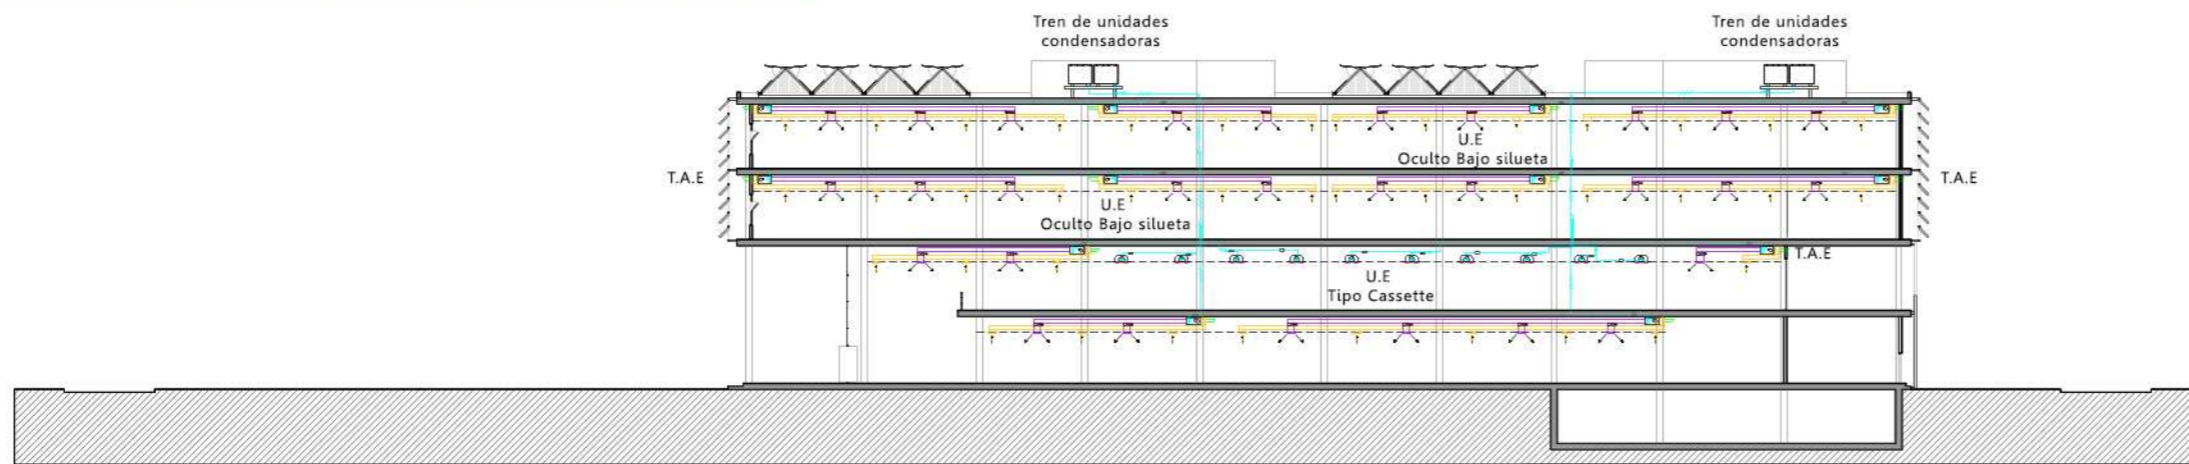 Tren de unidades
condensadoras
Tren de unidades
condensadoras
U.E
Oculto Bajo silueta
T.A.E
T.A.E
U.E
Oculto Bajo silueta
T.A.E
U.E
Tipo Cassette